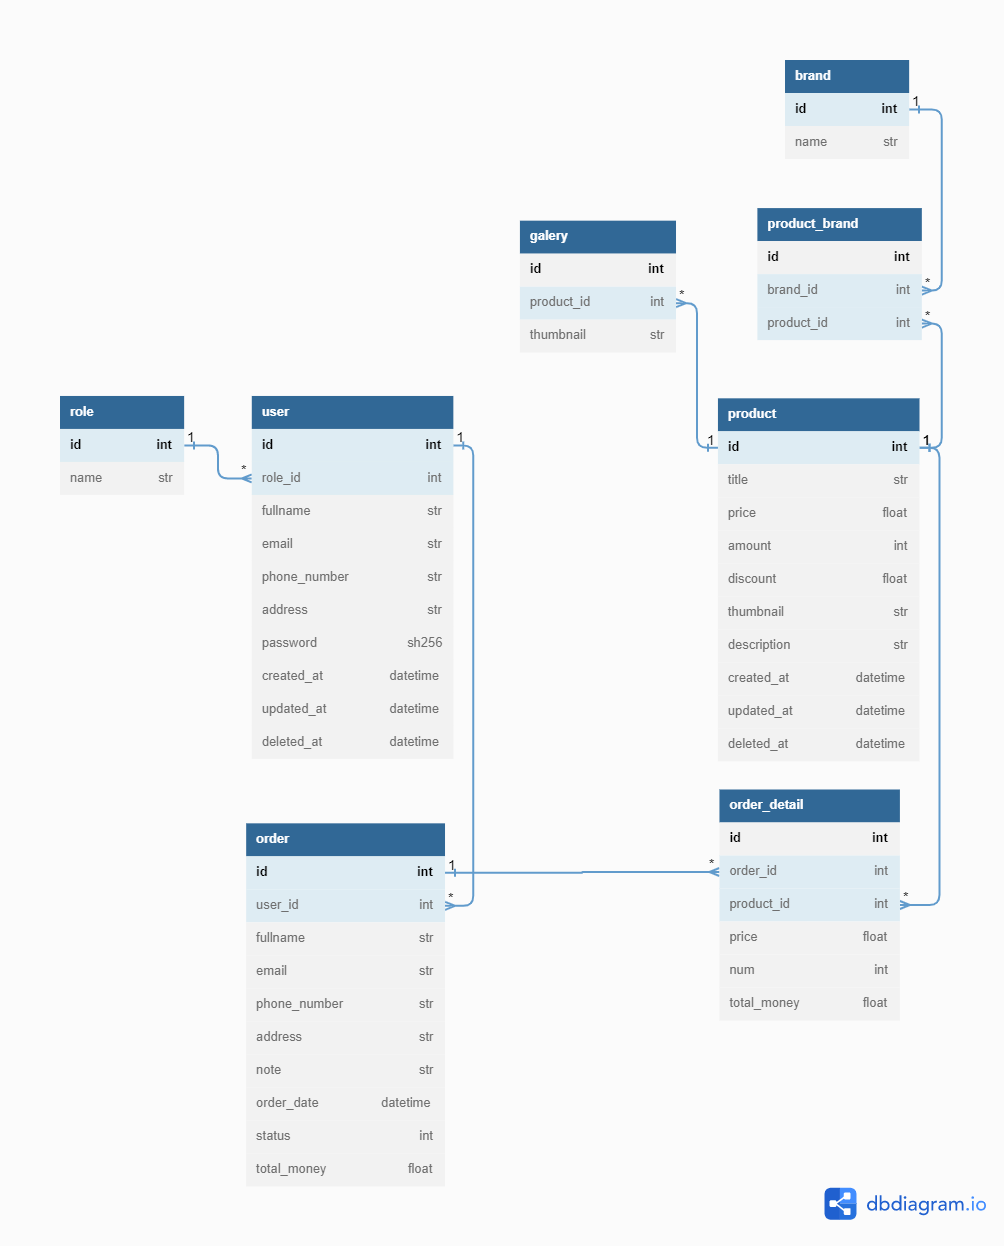 brand
id int
name str
1
product_brand
id int
brand_id int
product_id int
*
*
galery
id int
product_id int
thumbnail str
*
role
id int
name str
1
user
id int
role_id int
fullname str
email str
phone_number str
address str
password sh256
created_at datetime
updated_at datetime
deleted_at datetime
*
1
product
id int
title str
price float
amount int
discount float
thumbnail str
description str
created_at datetime
updated_at datetime
deleted_at datetime
1
1
order
id int
user_id int
fullname str
email str
phone_number str
address str
note str
order_date datetime
status int
total_money float
1
*
order_detail
id int
order_id int
product_id int
price float
num int
total_money float
*
*
dbdiagram.io